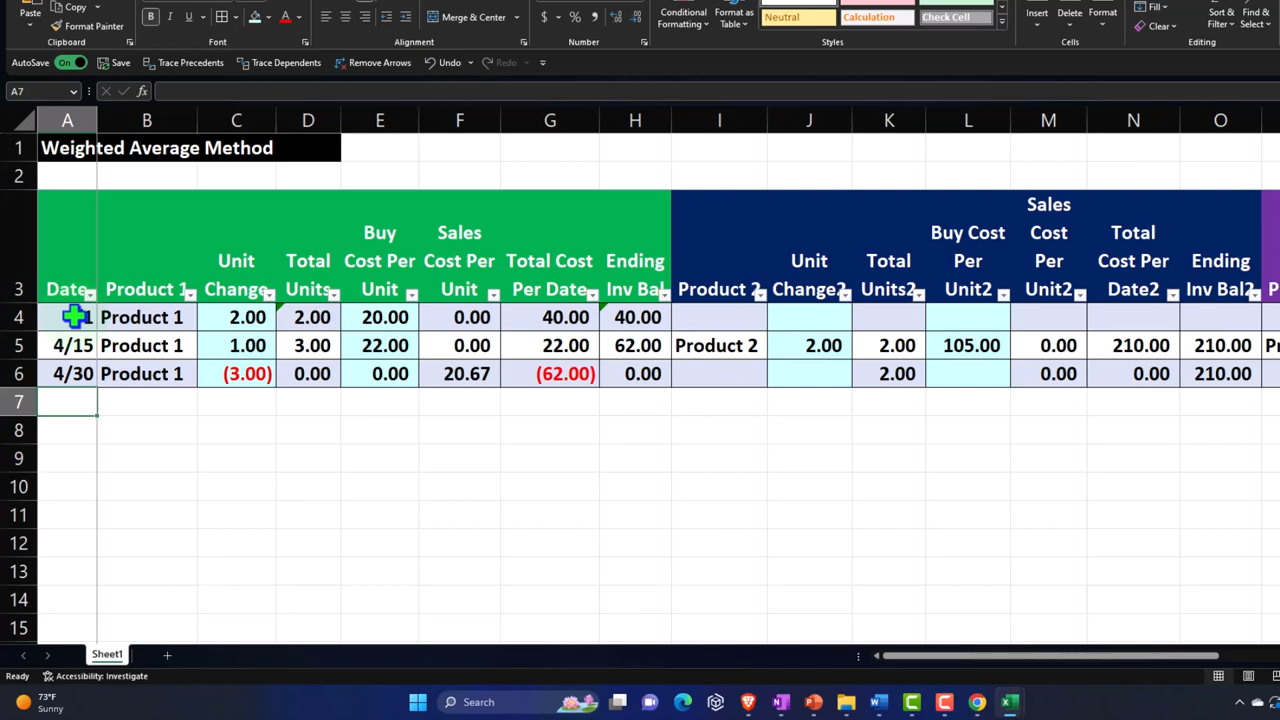 Paste
Copy
Format Painter
Clipboard
B I U
A
Font
Merge & Center
Alignment
$ % ,
Number
Conditional
Formatting
Format as
Table
Neutral
Calculation
Check Cell
Styles
Insert
Delete
Format
Cells
Fill
Clear
Sort &
Filter
Find &
Select
Editing
AutoSave On Save Trace Precedents Trace Dependents Remove Arrows Undo Redo
A7 fx
A B C D E F G H I J K L M N O
1 Weighted Average Method
2
3
Date
Product 1
Unit
Change
Total
Units
Buy
Cost Per
Unit
Sales
Cost Per
Unit
Total Cost
Per Date
Ending
Inv Bal
Product 2
Unit
Change2
Total
Units2
Buy Cost
Per
Unit2
Sales
Cost
Per
Unit2
Total
Cost Per
Date2
Ending
Inv Bal2
P
4 1 Product 1 2.00 2.00 20.00 0.00 40.00 40.00
5 4/15 Product 1 1.00 3.00 22.00 0.00 22.00 62.00 Product 2 2.00 2.00 105.00 0.00 210.00 210.00 Pr
6 4/30 Product 1 (3.00) 0.00 0.00 20.67 (62.00) 0.00 2.00 0.00 0.00 210.00
7
8
9
10
11
12
13
14
15
Sheet1
Ready Accessibility: Investigate
73°F
Sunny
Search